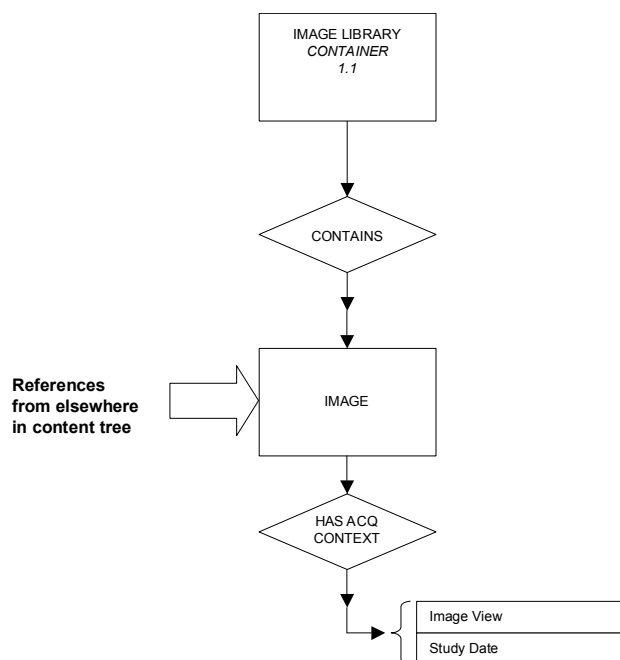 IMAGE LIBRARY
CONTAINER
1.1
CONTAINS
References
from elsewhere
in content tree
IMAGE
HAS ACQ
CONTEXT
Image View
Study Date